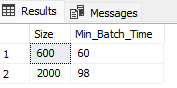 Results Messages
Size Min_Batch_Time
1 600 60
2 2000 98